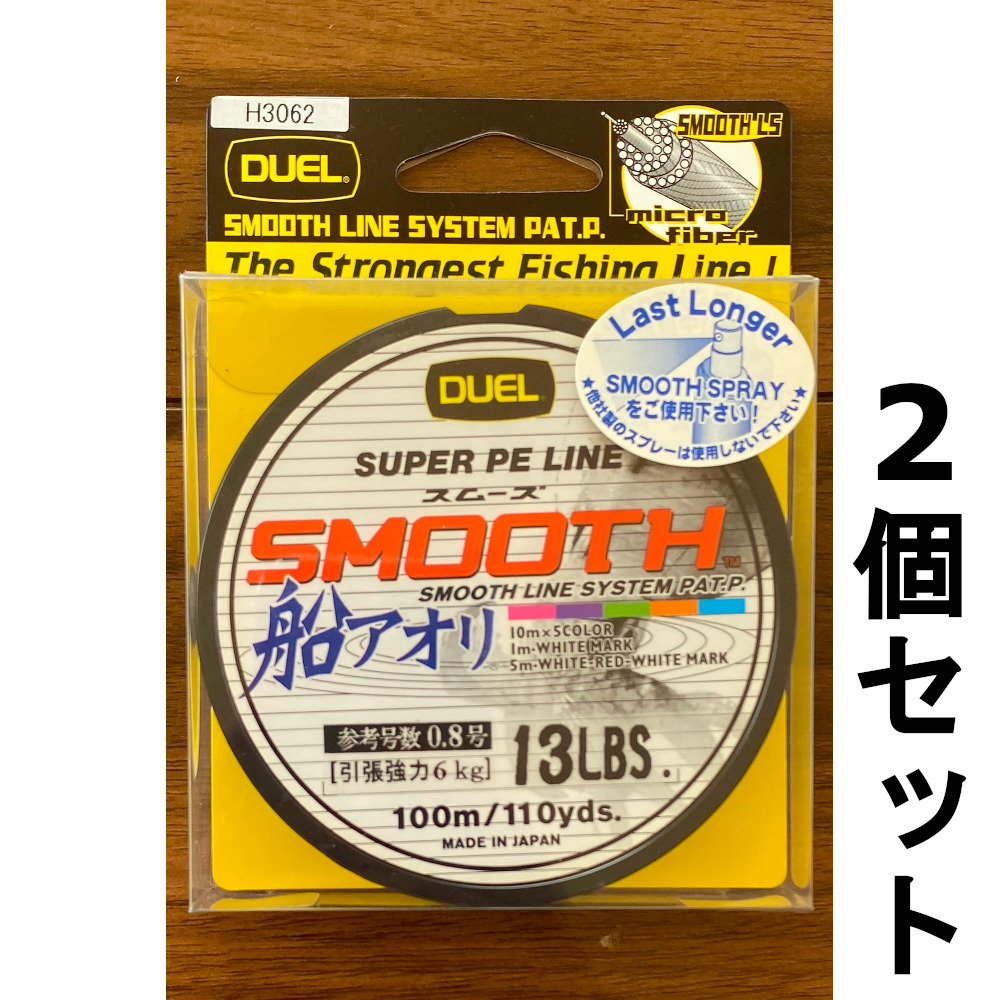 H3062
DUEL®
SMOOTH LINE SYSTEM PAT.P.
SMOOTH LS
micro
fiber
The Strongest Fishing Line!
Last Longer
SMOOTH SPRAY
をご使用下さい!
★他社製のスプレーは使用しないで下さい★
DUEL®
SUPER PE LINE
スムーズ
SMOOTH™
SMOOTH LINE SYSTEM PAT.P.
船アオリ®
10m×5COLOR
1m-WHITE MARK
5m-WHITE-RED-WHITE MARK
参考号数 0.8号
[引張強力6kg]
13LBS.
100m/110yds.
MADE IN JAPAN
2個セット